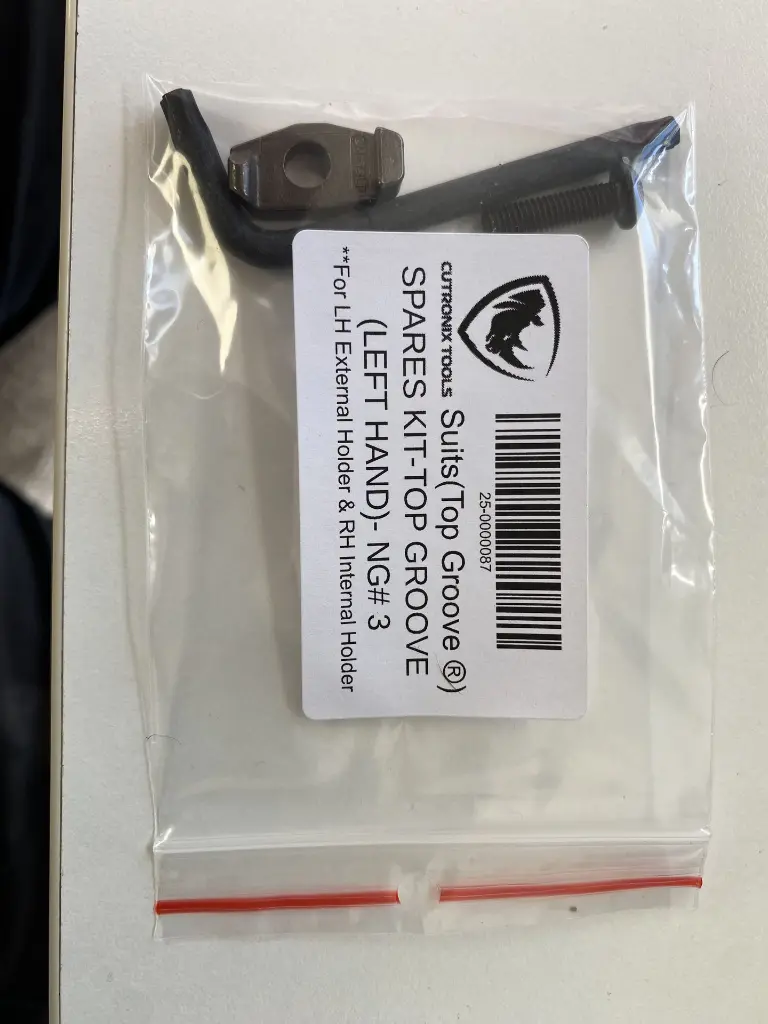 CUTRONIX TOOLS
25-0000087
Suits(Top Groove ®)
SPARES KIT-TOP GROOVE
(LEFT HAND)- NG# 3
**For LH External Holder & RH Internal Holder